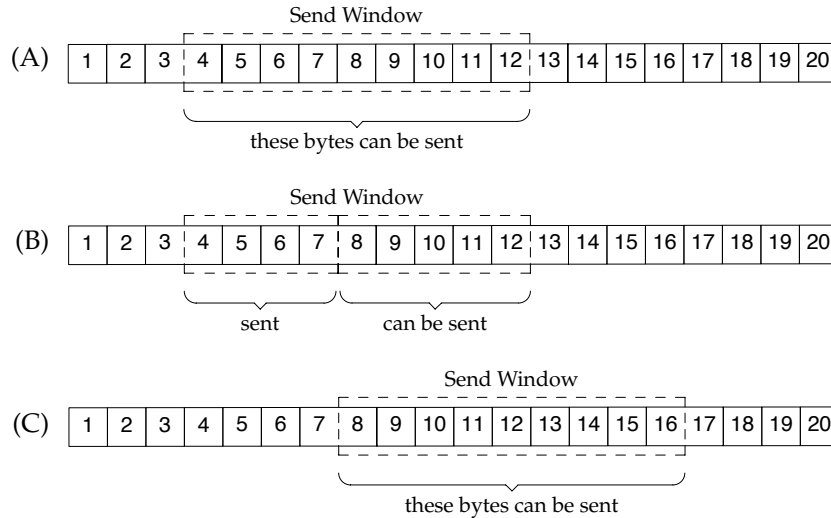 Send Window
(A) 1 2 3 4 5 6 7 8 9 10 11 12 13 14 15 16 17 18 19 20
these bytes can be sent
Send Window
(B) 1 2 3 4 5 6 7 8 9 10 11 12 13 14 15 16 17 18 19 20
sent can be sent
Send Window
(C) 1 2 3 4 5 6 7 8 9 10 11 12 13 14 15 16 17 18 19 20
these bytes can be sent